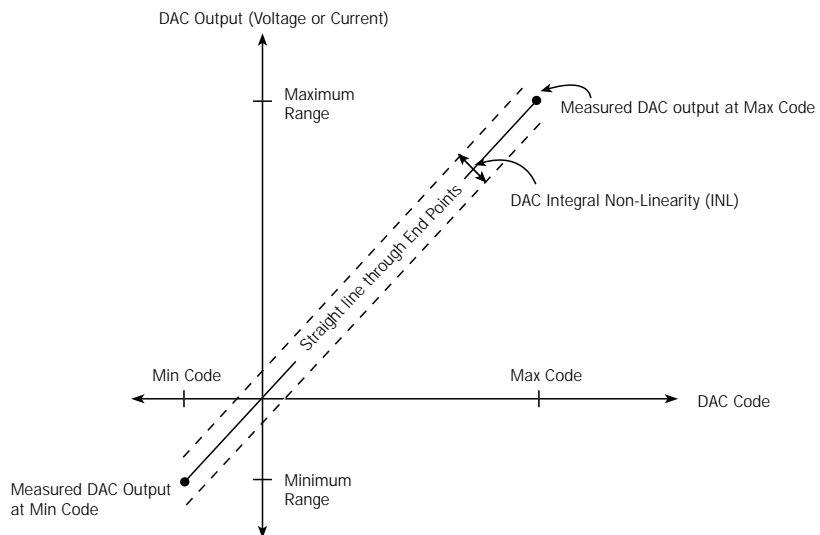 DAC Output (Voltage or Current)
Maximum
Range
Measured DAC output at Max Code
DAC Integral Non-Linearity (INL)
Straight line through End Points
Min Code
Max Code
DAC Code
Measured DAC Output
at Min Code
Minimum
Range